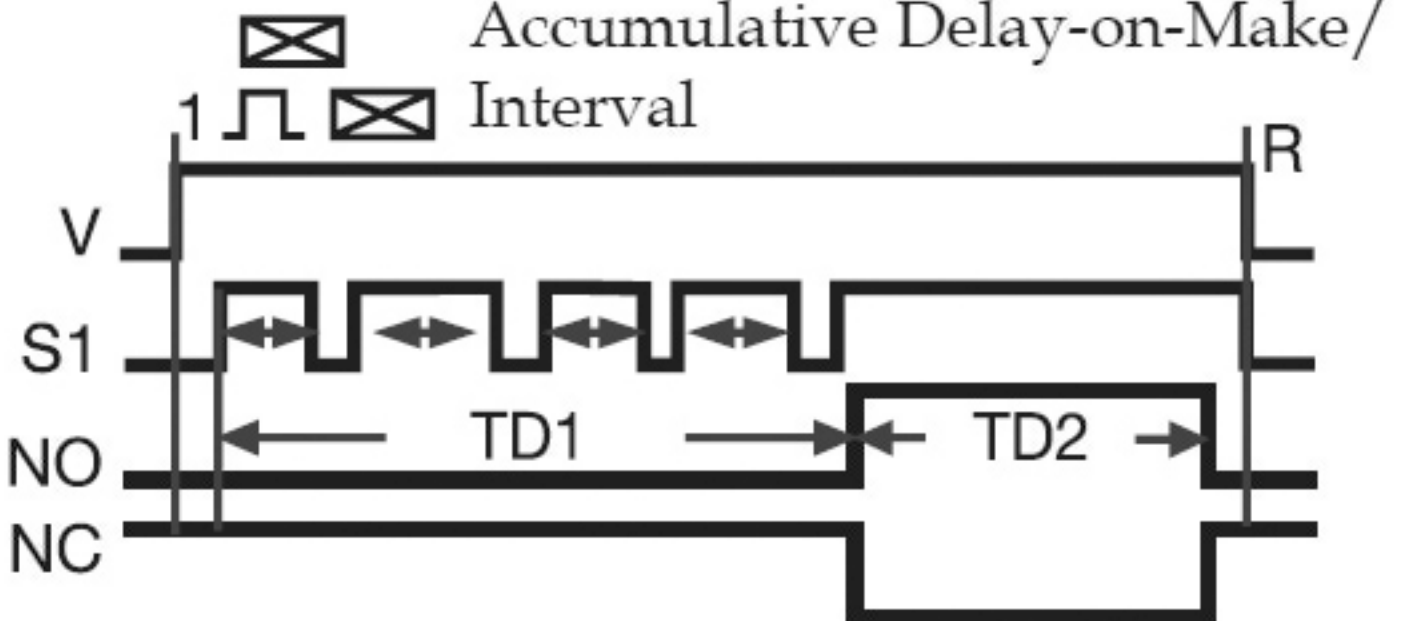 Accumulative Delay-on-Make/
1 Interval
R
V
S1
TD1 TD2
NO
NC